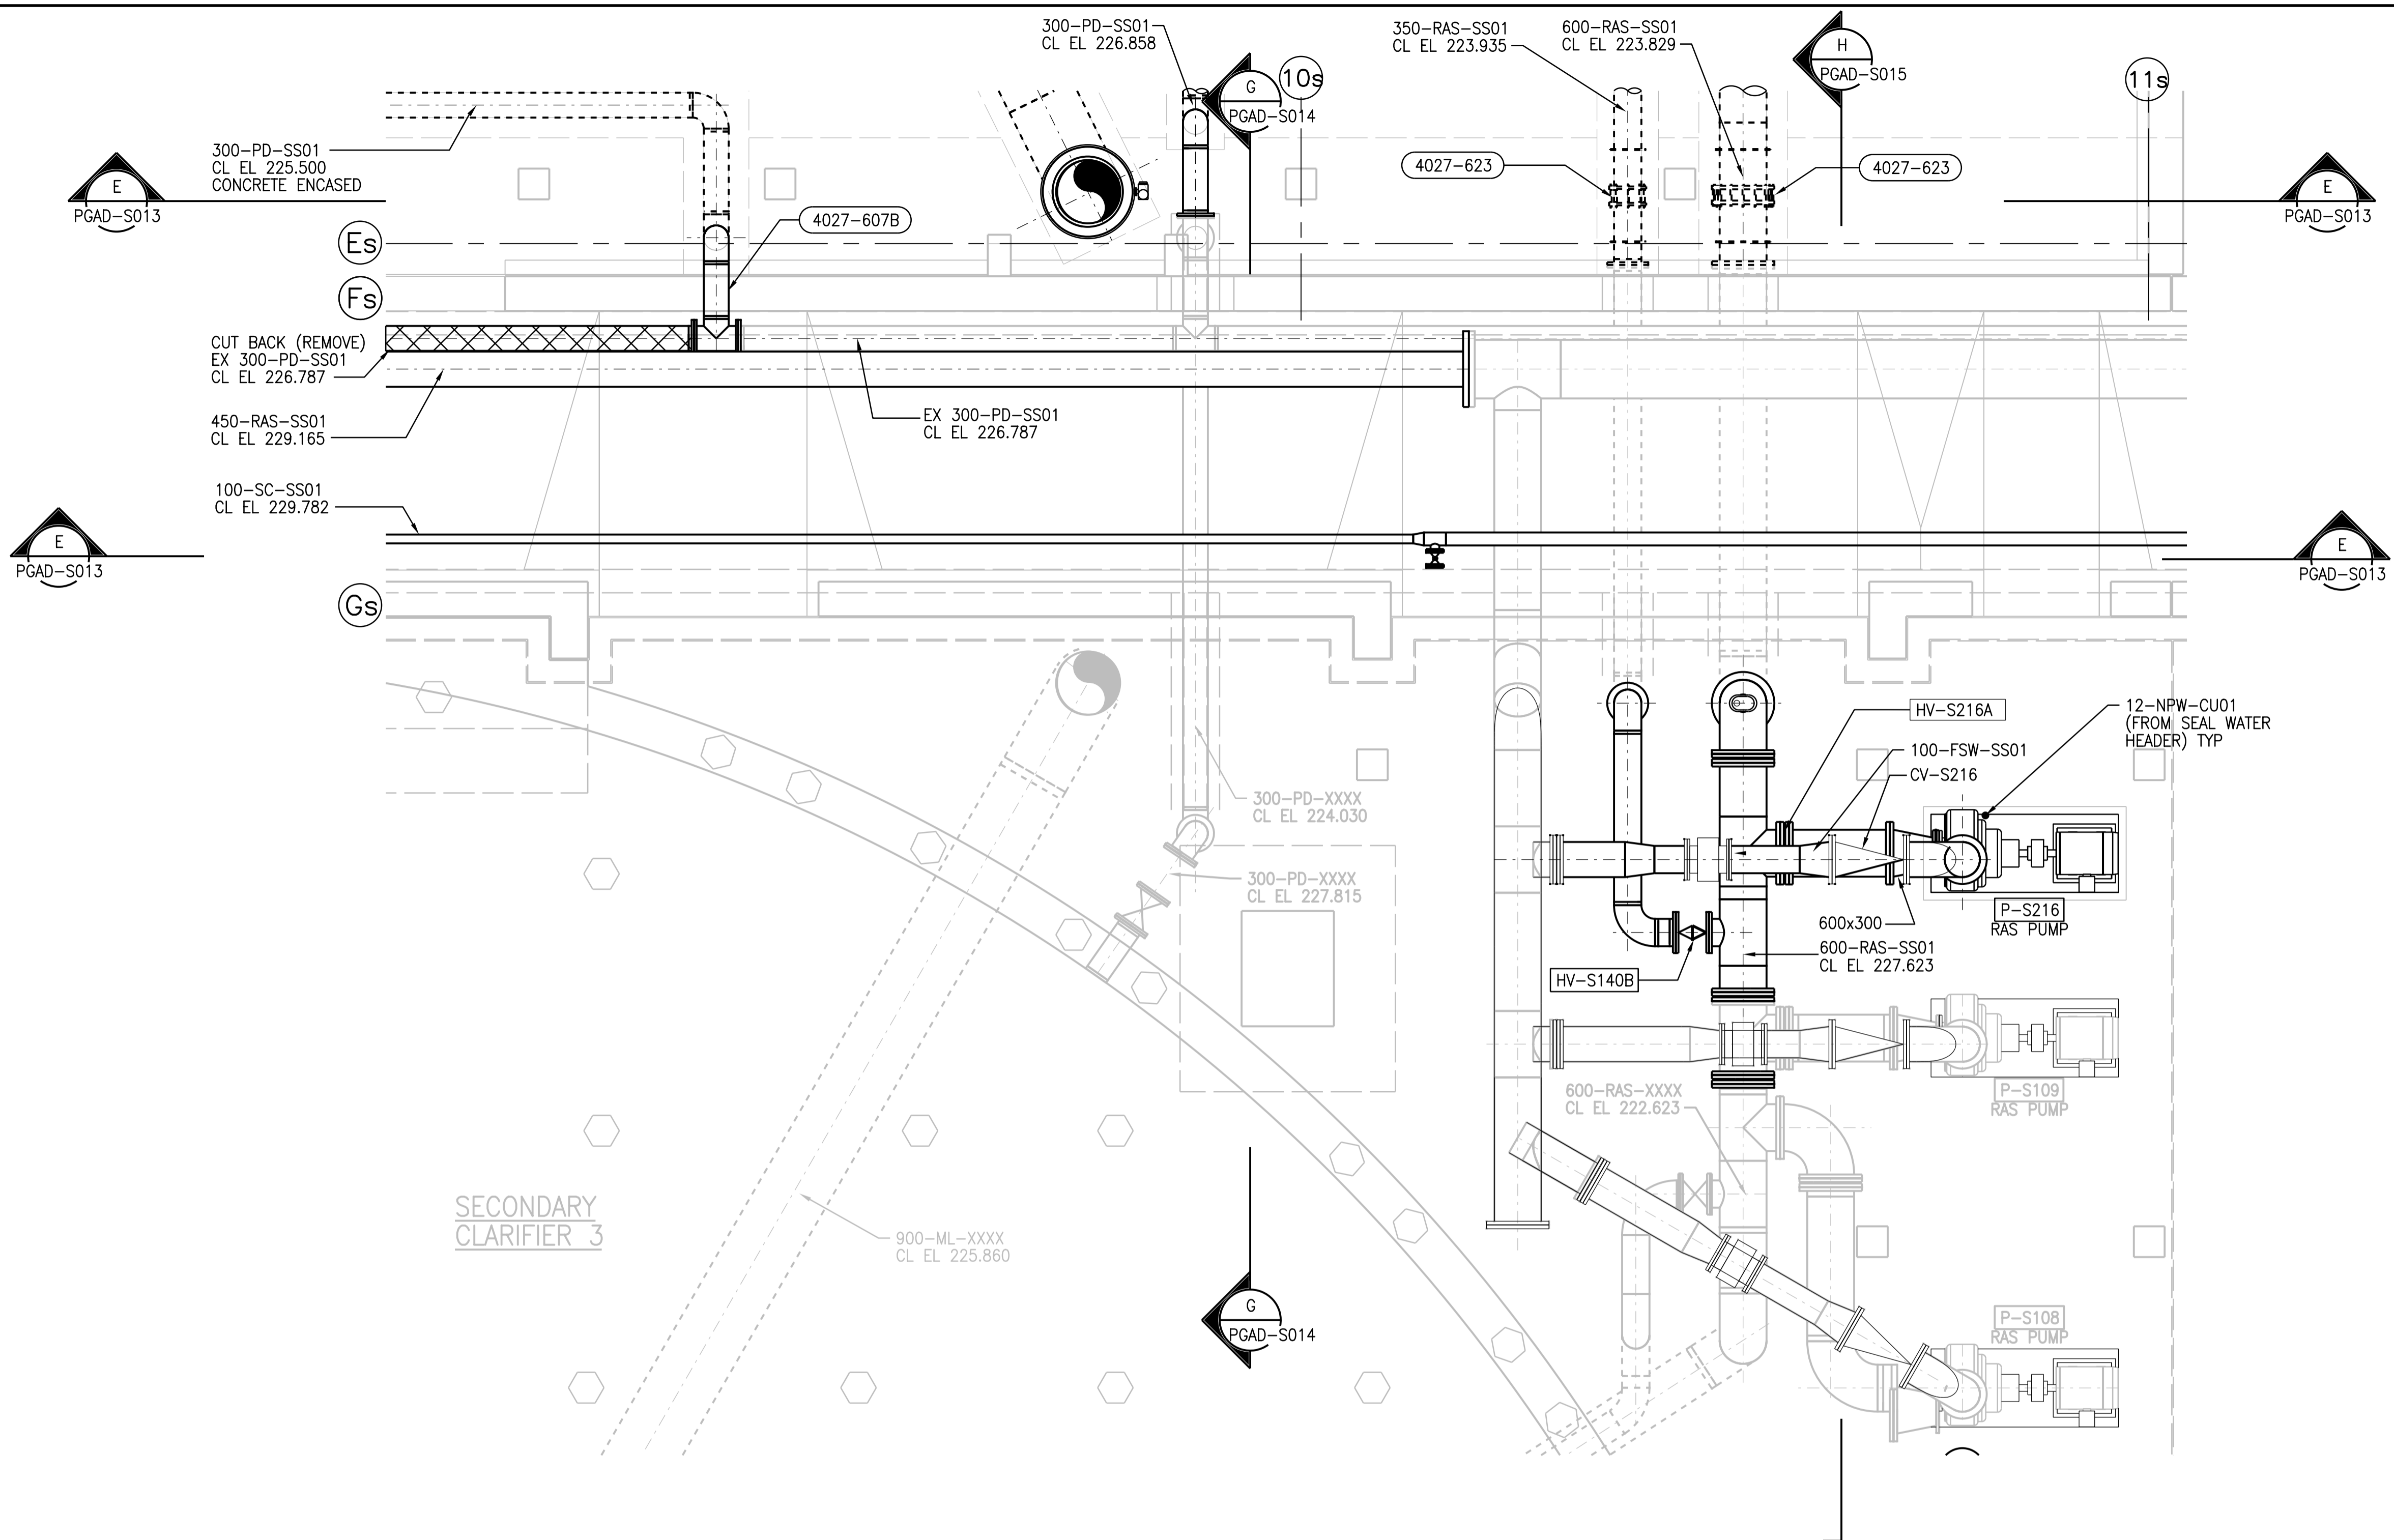 300-PD-SS01
CL EL 226.858
350-RAS-SS01
CL EL 223.935
600-RAS-SS01
CL EL 223.829
H
PGAD-S015
G
PGAD-S014
10s
11s
300-PD-SS01
CL EL 225.500
CONCRETE ENCASED
E
PGAD-S013
4027-607B
4027-623
4027-623
E
PGAD-S013
Es
Fs
CUT BACK (REMOVE)
EX 300-PD-SS01
CL EL 226.787
450-RAS-SS01
CL EL 229.165
EX 300-PD-SS01
CL EL 226.787
100-SC-SS01
CL EL 229.782
E
PGAD-S013
E
PGAD-S013
Gs
HV-S216A
12-NPW-CU01
(FROM SEAL WATER
HEADER) TYP
100-FSW-SS01
CV-S216
300-PD-XXXX
CL EL 224.030
300-PD-XXXX
CL EL 227.815
600x300
P-S216
RAS PUMP
600-RAS-SS01
CL EL 227.623
HV-S140B
600-RAS-XXXX
CL EL 222.623
P-S109
RAS PUMP
SECONDARY
CLARIFIER 3
900-ML-XXXX
CL EL 225.860
G
PGAD-S014
P-S108
RAS PUMP